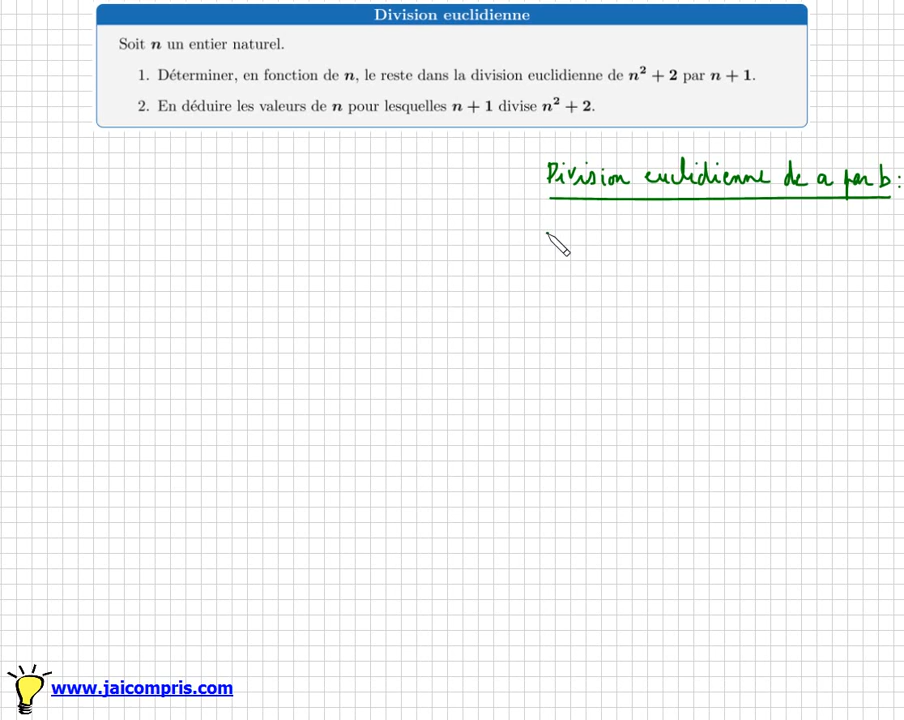 Division euclidienne
Soit n un entier naturel.
1. Déterminer, en fonction de n, le reste dans la division euclidienne de n² + 2 par n + 1.
2. En déduire les valeurs de n pour lesquelles n + 1 divise n² + 2.
Division euclidienne de a par b :
www.jaicompris.com